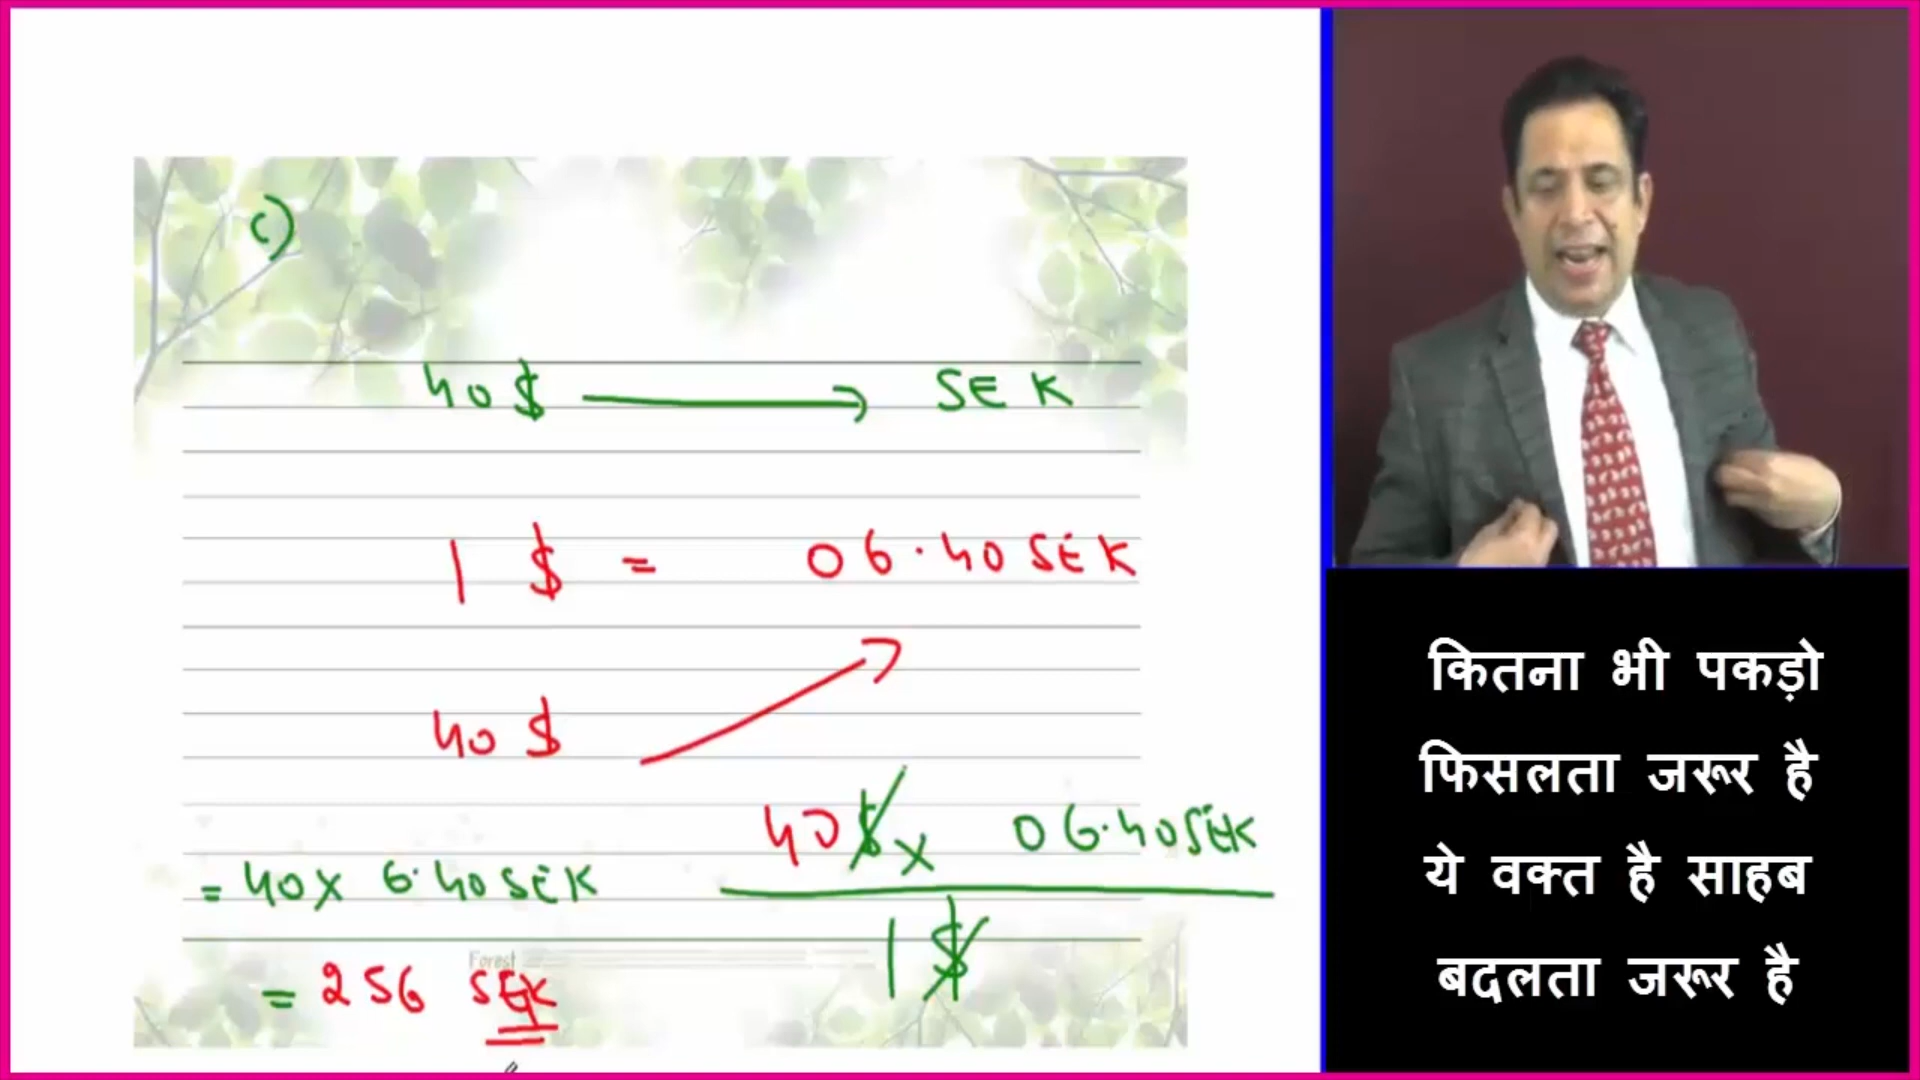 c)
40 $ → SEK
1 $ = 06.40 SEK
40 $
40 $ x 06.40 SEK
1 $
= 40 x 6.40 SEK
= 256 SEK
Forest
कितना भी पकड़ो
फिसलता जरूर है
ये वक्त है साहब
बदलता जरूर है